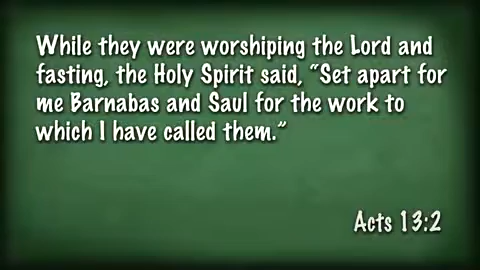 While they were worshiping the Lord and
fasting, the Holy Spirit said, “Set apart for
me Barnabas and Saul for the work to
which I have called them.”
Acts 13:2